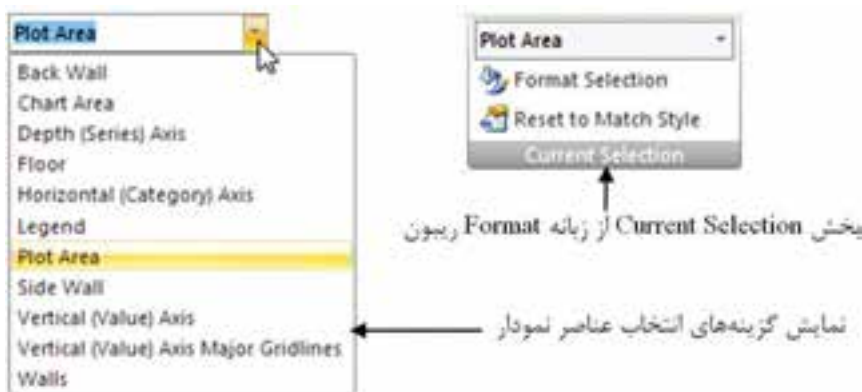 Plot Area
Back Wall
Chart Area
Depth (Series) Axis
Floor
Horizontal (Category) Axis
Legend
Plot Area
Side Wall
Vertical (Value) Axis
Vertical (Value) Axis Major Gridlines
Walls
Plot Area
Format Selection
Reset to Match Style
Current Selection
بخش Current Selection از زبانه Format ریبون
نمایش گزینه‌های انتخاب عناصر نمودار